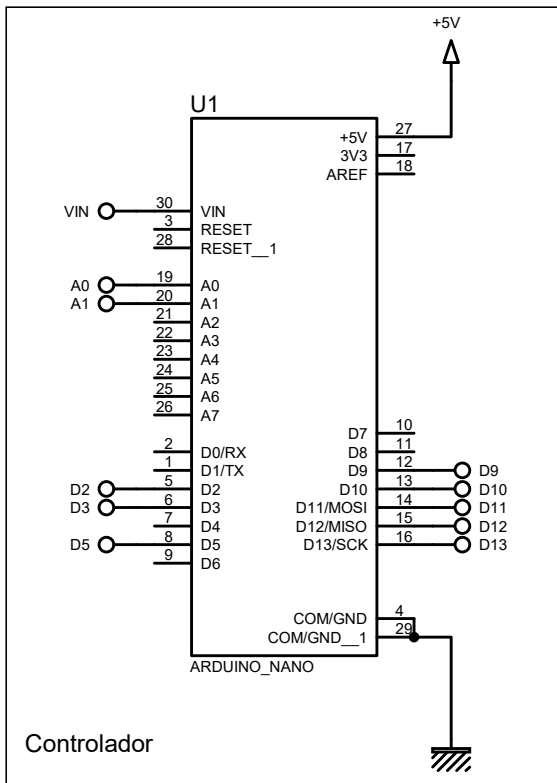 +5V
U1
+5V 27
3V3 17
AREF 18
VIN 30 VIN
3 RESET
28 RESET__1
A0 19 A0
A1 20 A1
21 A2
22 A3
23 A4
24 A5
25 A6
26 A7
D7 10
2 D0/RX
D8 11
1 D1/TX
D9 12 D9
D2 5 D2
D10 13 D10
D3 6 D3
D11/MOSI 14 D11
7 D4
D12/MISO 15 D12
D5 8 D5
D13/SCK 16 D13
9 D6
COM/GND 4
COM/GND__1 29
ARDUINO_NANO
Controlador